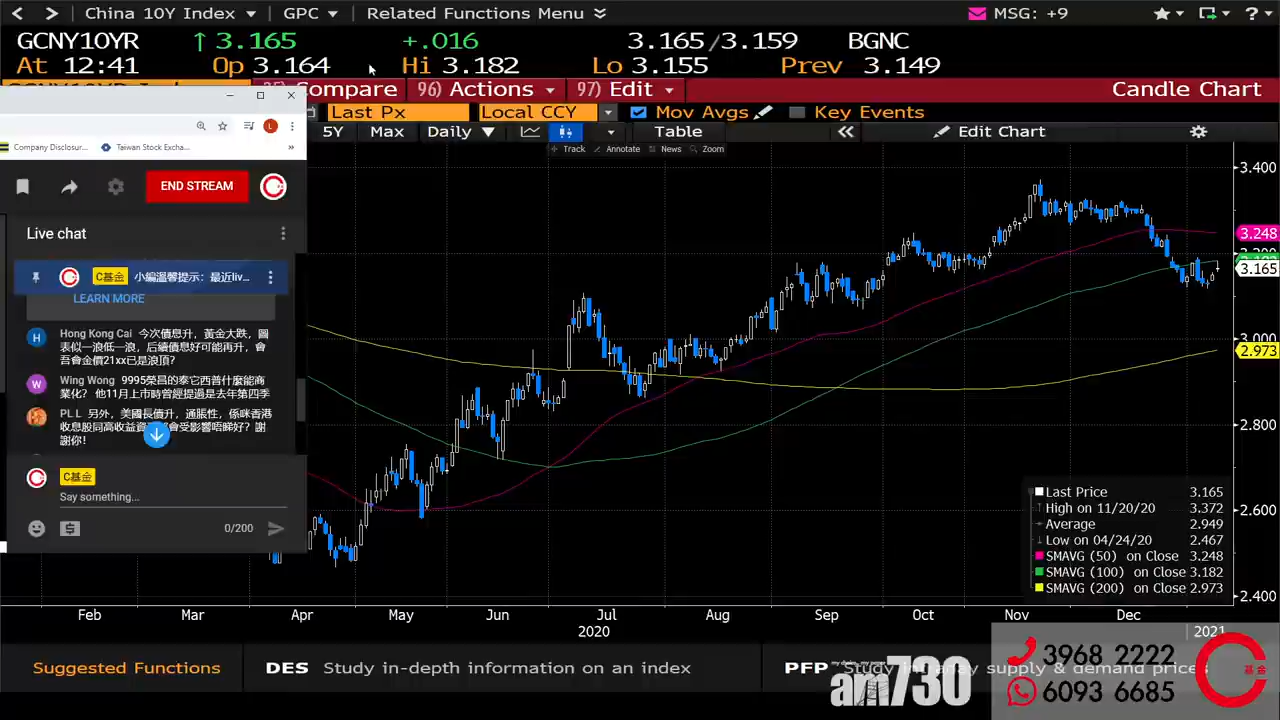 China 10Y Index
GPC
Related Functions Menu
MSG: +9
GCNY10YR ↑ 3.165 +.016 3.165/3.159 BGNC
At 12:41 Op 3.164 Hi 3.182 Lo 3.155 Prev 3.149
Compare 96) Actions 97) Edit Candle Chart
Last Px Local CCY Mov Avgs Key Events
5Y Max Daily Table Edit Chart
Track Annotate News Zoom
Company Disclosur... Taiwan Stock Excha...
END STREAM
Live chat
C基金 小編溫馨提示：最近liv...
LEARN MORE
Hong Kong Cai 今次債息升，黃金大跌，圖
表似一浪低一浪，后續債息好可能再升，會
吾會金價21xx已是浪頂?
Wing Wong 9995榮昌的泰它西普什麼能商
業化？ 他11月上市時曾經提過是去年第四季
PL L 另外，美國長債升，通脹性，係咪香港
收息股同高收益資 會受影響唔睇好？謝
謝你!
C基金
Say something...
0/200
3.400
3.248
3.165
3.000
2.973
2.800
2.600
2.400
Last Price 3.165
High on 11/20/20 3.372
Average 2.949
Low on 04/24/20 2.467
SMAVG (50) on Close 3.248
SMAVG (100) on Close 3.182
SMAVG (200) on Close 2.973
Feb Mar Apr May Jun Jul Aug Sep Oct Nov Dec
2020 2021
Suggested Functions DES Study in-depth information on an index PFP
am730
3968 2222
6093 6685
基金